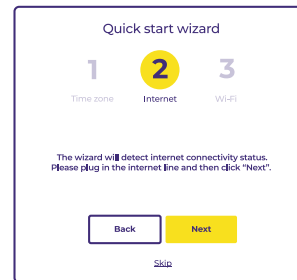 Quick start wizard
1 2 3
Time zone Internet Wi-Fi
The wizard will detect internet connectivity status.
Please plug in the internet line and then click “Next”.
Back Next
Skip